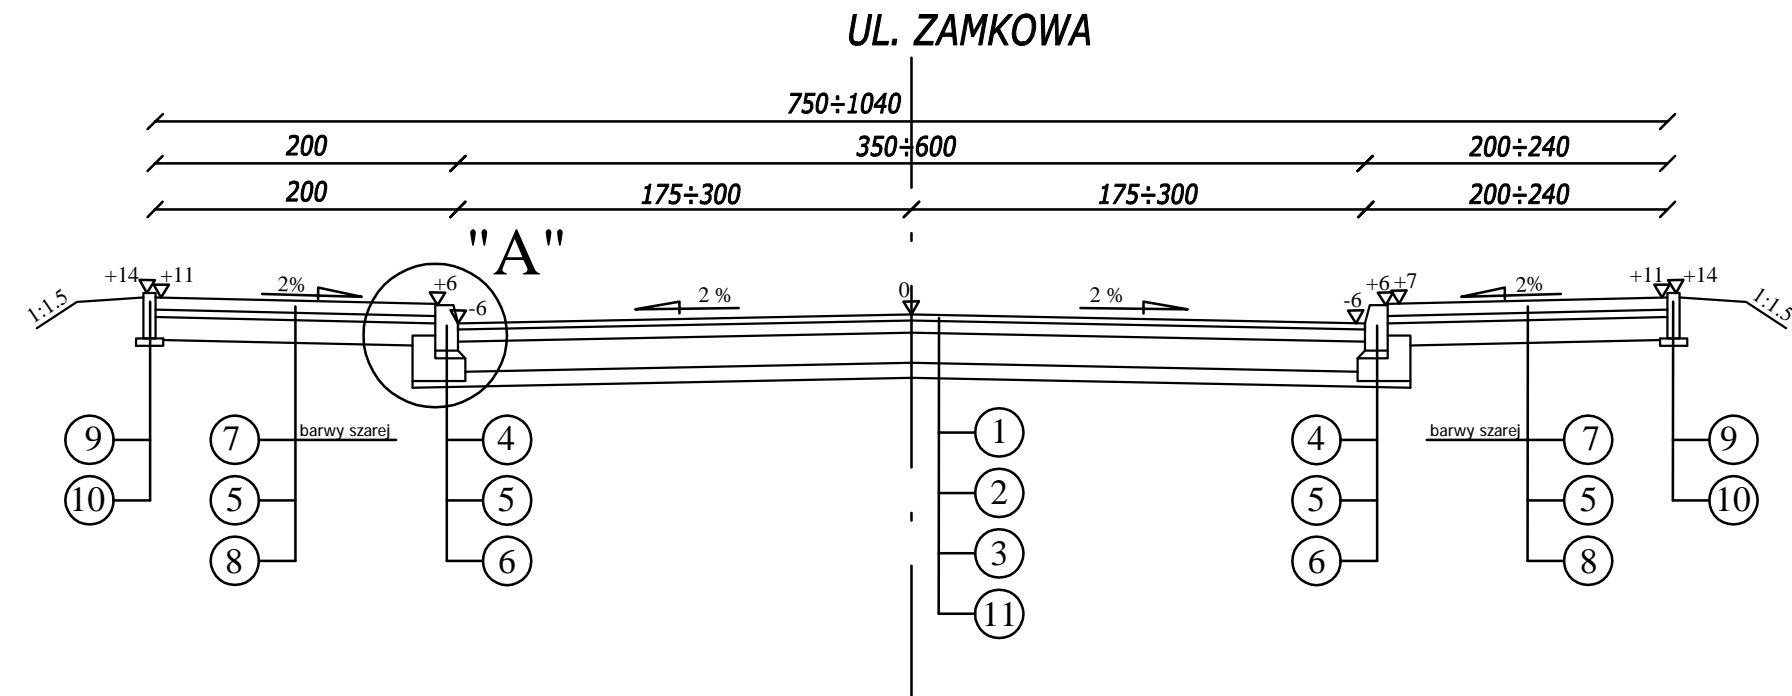 UL. ZAMKOWA
750÷1040
200 350÷600 200÷240
200 175÷300 175÷300 200÷240
"A"
+14 +11 2% +6 -6 2 % 0 2 % -6 +6 +7 2% +11 +14
1:1.5 1:1.5
9 7 barwy szarej 4 1 4 barwy szarej 7 9
10 5 5 2 5 5 10
8 6 3 6 8
11